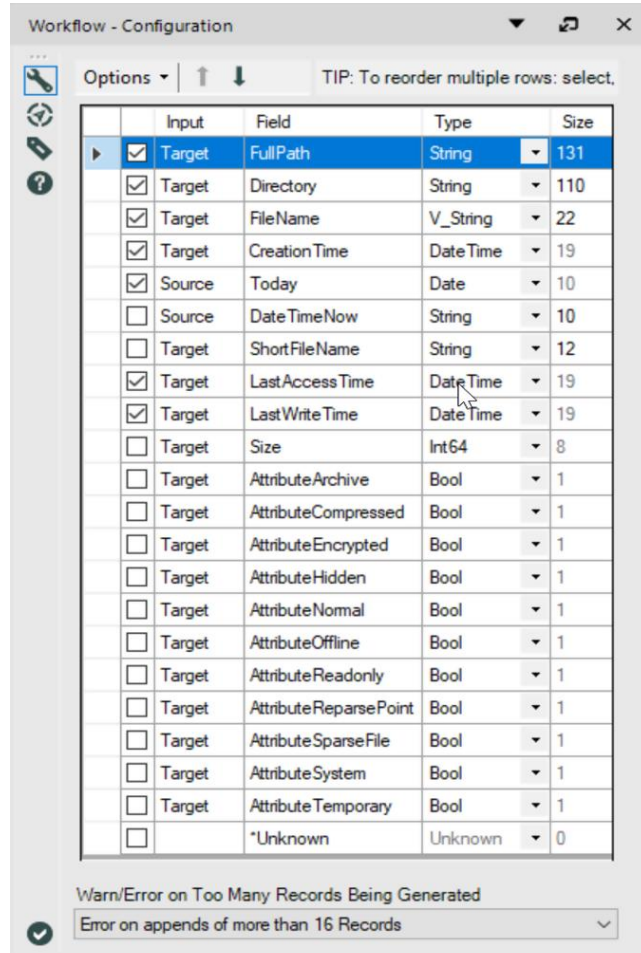 Workflow - Configuration
Options TIP: To reorder multiple rows: select,
Input Field Type Size
Target FullPath String 131
Target Directory String 110
Target FileName V_String 22
Target CreationTime DateTime 19
Source Today Date 10
Source DateTimeNow String 10
Target ShortFileName String 12
Target LastAccessTime DateTime 19
Target LastWriteTime DateTime 19
Target Size Int64 8
Target AttributeArchive Bool 1
Target AttributeCompressed Bool 1
Target AttributeEncrypted Bool 1
Target AttributeHidden Bool 1
Target AttributeNormal Bool 1
Target AttributeOffline Bool 1
Target AttributeReadonly Bool 1
Target AttributeReparsePoint Bool 1
Target AttributeSparseFile Bool 1
Target AttributeSystem Bool 1
Target AttributeTemporary Bool 1
*Unknown Unknown 0
Warn/Error on Too Many Records Being Generated
Error on appends of more than 16 Records